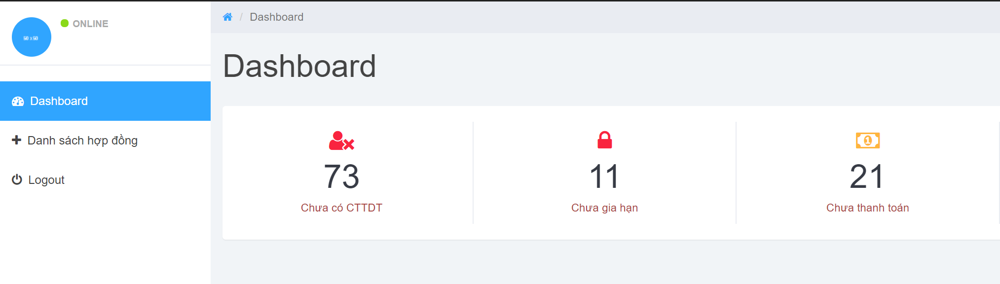 50 x 50
ONLINE
Dashboard
Danh sách hợp đồng
Logout
/ Dashboard
Dashboard
73
Chưa có CTTDT
11
Chưa gia hạn
1
21
Chưa thanh toán